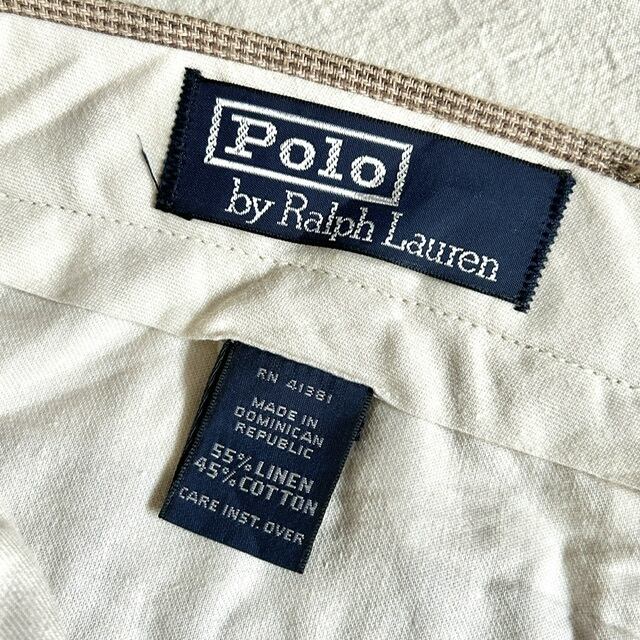 Polo
by Ralph Lauren
RN 41381
MADE IN
DOMINICAN
REPUBLIC
55% LINEN
45% COTTON
CARE INST. OVER